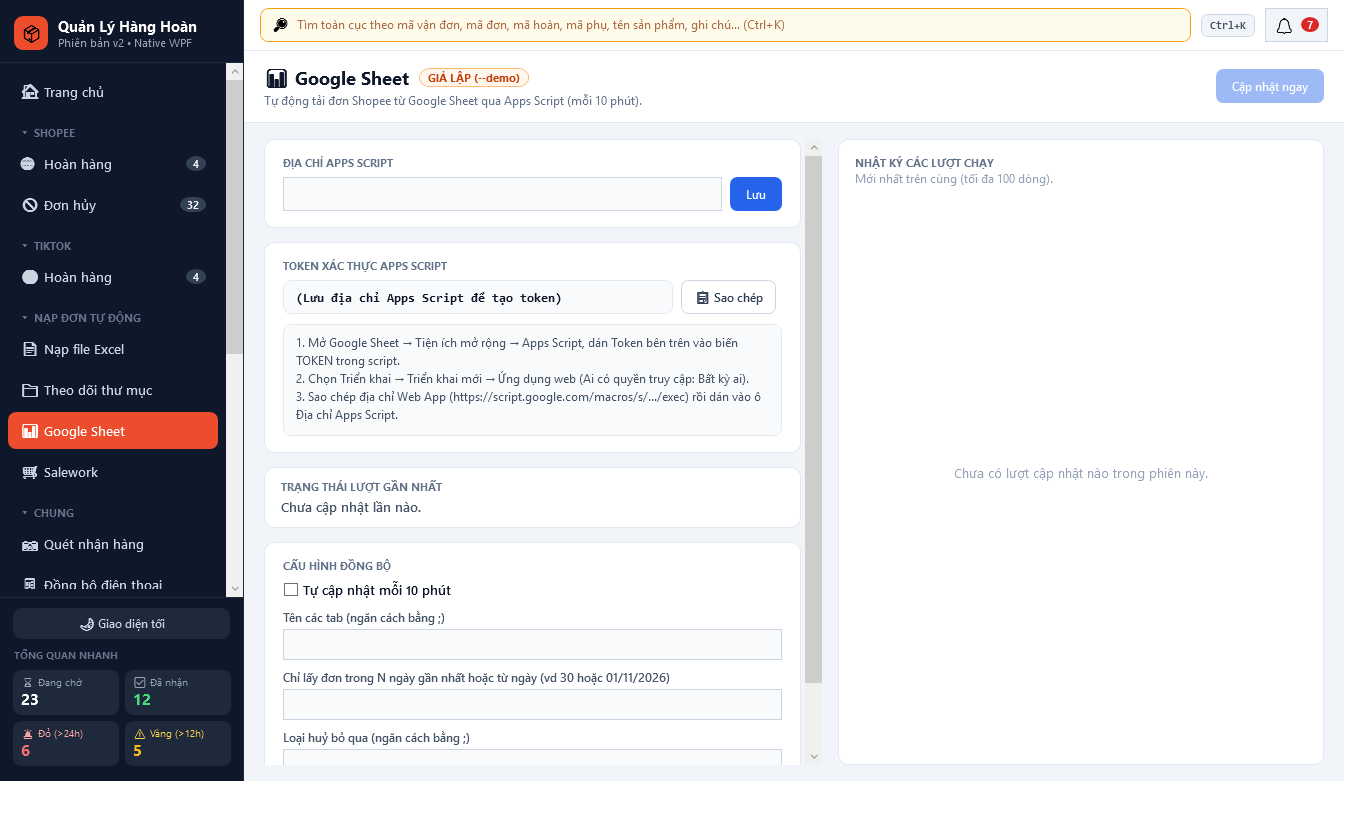 Quản Lý Hàng Hoàn
Phiên bản v2 • Native WPF
Trang chủ
SHOPEE
Hoàn hàng 4
Đơn hủy 32
TIKTOK
Hoàn hàng 4
NẠP ĐƠN TỰ ĐỘNG
Nạp file Excel
Theo dõi thư mục
Google Sheet
Salework
CHUNG
Quét nhận hàng
Đồng bộ điện thoại
Giao diện tối
TỔNG QUAN NHANH
Đang chờ
23
Đã nhận
12
Đỏ (>24h)
6
Vàng (>12h)
5
Tìm toàn cục theo mã vận đơn, mã đơn, mã hoàn, mã phụ, tên sản phẩm, ghi chú... (Ctrl+K)
Ctrl+K
7
Google Sheet GIẢ LẬP (--demo)
Tự động tải đơn Shopee từ Google Sheet qua Apps Script (mỗi 10 phút).
Cập nhật ngay
ĐỊA CHỈ APPS SCRIPT
Lưu
TOKEN XÁC THỰC APPS SCRIPT
(Lưu địa chỉ Apps Script để tạo token)
Sao chép
1. Mở Google Sheet → Tiện ích mở rộng → Apps Script, dán Token bên trên vào biến
TOKEN trong script.
2. Chọn Triển khai → Triển khai mới → Ứng dụng web (Ai có quyền truy cập: Bất kỳ ai).
3. Sao chép địa chỉ Web App (https://script.google.com/macros/s/.../exec) rồi dán vào ô
Địa chỉ Apps Script.
TRẠNG THÁI LƯỢT GẦN NHẤT
Chưa cập nhật lần nào.
CẤU HÌNH ĐỒNG BỘ
Tự cập nhật mỗi 10 phút
Tên các tab (ngăn cách bằng ;)
Chỉ lấy đơn trong N ngày gần nhất hoặc từ ngày (vd 30 hoặc 01/11/2026)
Loại huỷ bỏ qua (ngăn cách bằng ;)
NHẬT KÝ CÁC LƯỢT CHẠY
Mới nhất trên cùng (tối đa 100 dòng).
Chưa có lượt cập nhật nào trong phiên này.